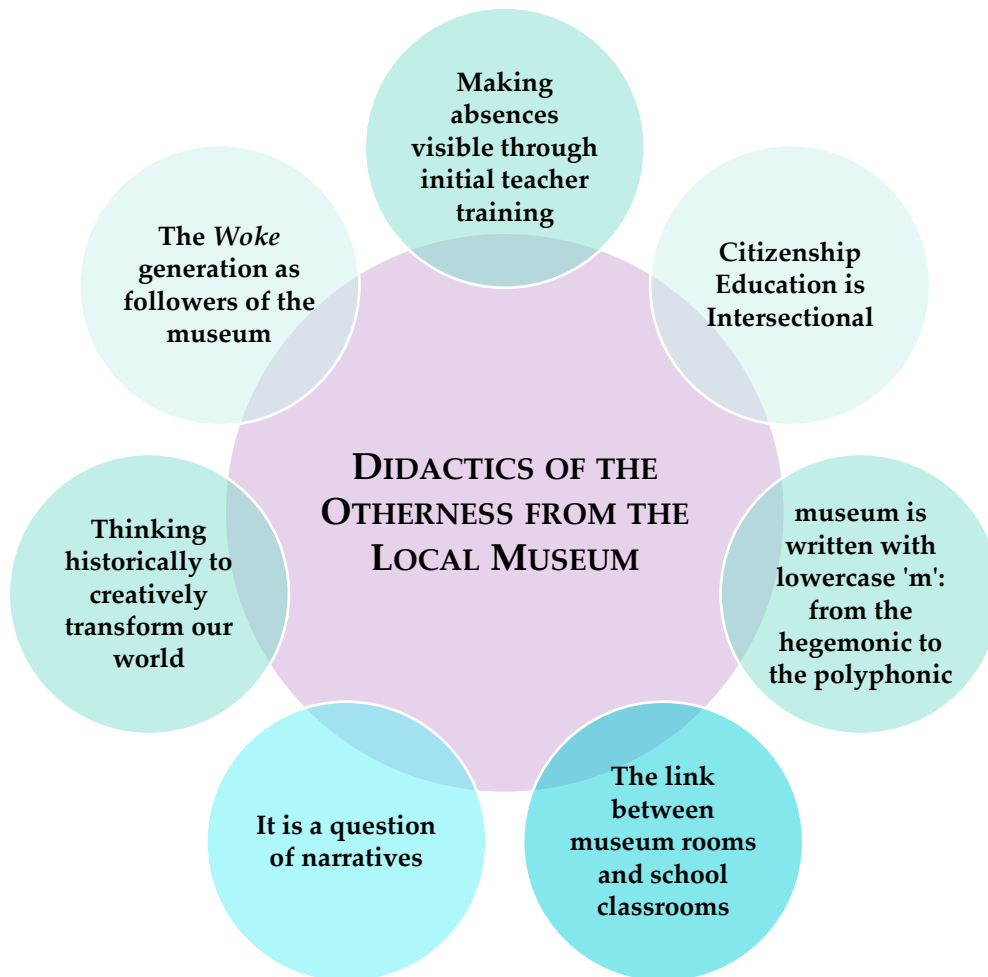 Making
absences
visible through
initial teacher
training
Citizenship
Education is
Intersectional
museum is
written with
lowercase 'm':
from the
hegemonic to
the polyphonic
The link
between
museum rooms
and school
classrooms
It is a question
of narratives
Thinking
historically to
creatively
transform our
world
The Woke
generation as
followers of the
museum
DIDACTICS OF THE
OTHERNESS FROM THE
LOCAL MUSEUM